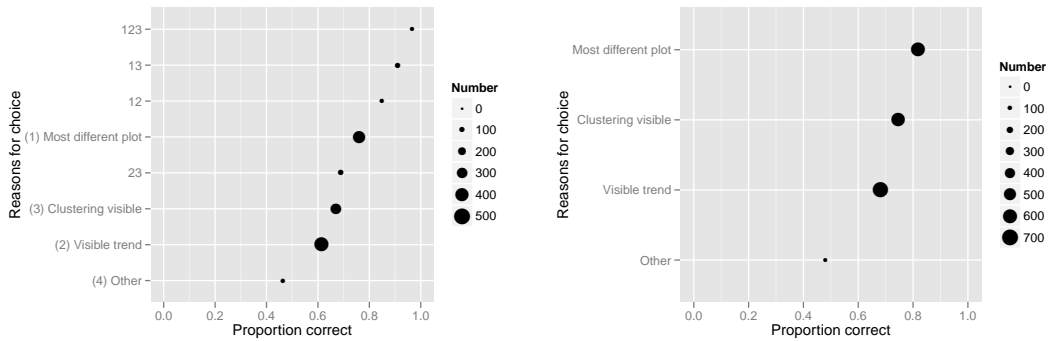 123
13
12
(1) Most different plot
23
(3) Clustering visible
(2) Visible trend
(4) Other
Reasons for choice
0.0 0.2 0.4 0.6 0.8 1.0
Proportion correct
Number
0
100
200
300
400
500
Most different plot
Clustering visible
Visible trend
Other
Reasons for choice
0.0 0.2 0.4 0.6 0.8 1.0
Proportion correct
Number
0
100
200
300
400
500
600
700